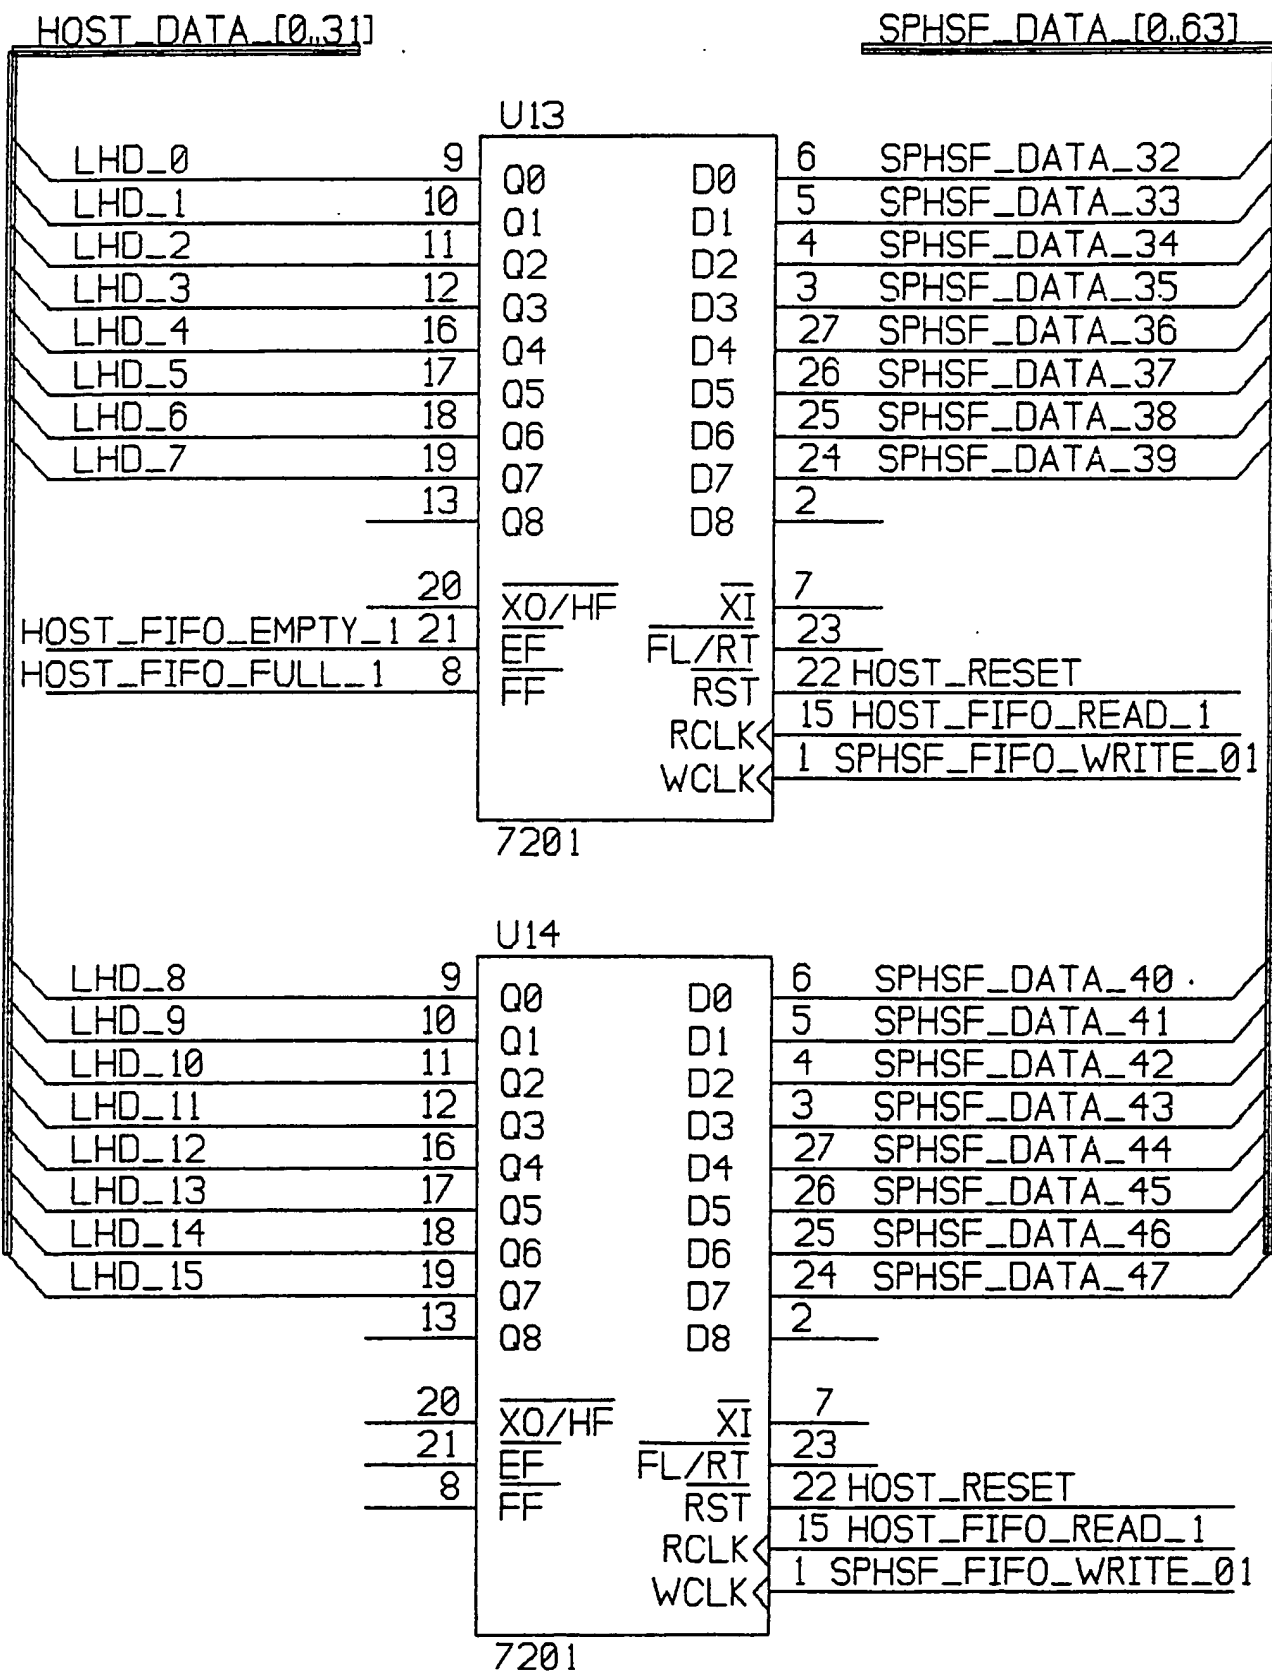 HOST_DATA_[0..31] SPHSF_DATA_[0..63]
U13
LHD_0 9 Q0 D0 6 SPHSF_DATA_32
LHD_1 10 Q1 D1 5 SPHSF_DATA_33
LHD_2 11 Q2 D2 4 SPHSF_DATA_34
LHD_3 12 Q3 D3 3 SPHSF_DATA_35
LHD_4 16 Q4 D4 27 SPHSF_DATA_36
LHD_5 17 Q5 D5 26 SPHSF_DATA_37
LHD_6 18 Q6 D6 25 SPHSF_DATA_38
LHD_7 19 Q7 D7 24 SPHSF_DATA_39
13 Q8 D8 2
20 XO/HF XI 7
HOST_FIFO_EMPTY_1 21 EF FL/RT 23
HOST_FIFO_FULL_1 8 FF RST 22 HOST_RESET
RCLK 15 HOST_FIFO_READ_1
WCLK 1 SPHSF_FIFO_WRITE_01
7201
U14
LHD_8 9 Q0 D0 6 SPHSF_DATA_40
LHD_9 10 Q1 D1 5 SPHSF_DATA_41
LHD_10 11 Q2 D2 4 SPHSF_DATA_42
LHD_11 12 Q3 D3 3 SPHSF_DATA_43
LHD_12 16 Q4 D4 27 SPHSF_DATA_44
LHD_13 17 Q5 D5 26 SPHSF_DATA_45
LHD_14 18 Q6 D6 25 SPHSF_DATA_46
LHD_15 19 Q7 D7 24 SPHSF_DATA_47
13 Q8 D8 2
20 XO/HF XI 7
21 EF FL/RT 23
8 FF RST 22 HOST_RESET
RCLK 15 HOST_FIFO_READ_1
WCLK 1 SPHSF_FIFO_WRITE_01
7201